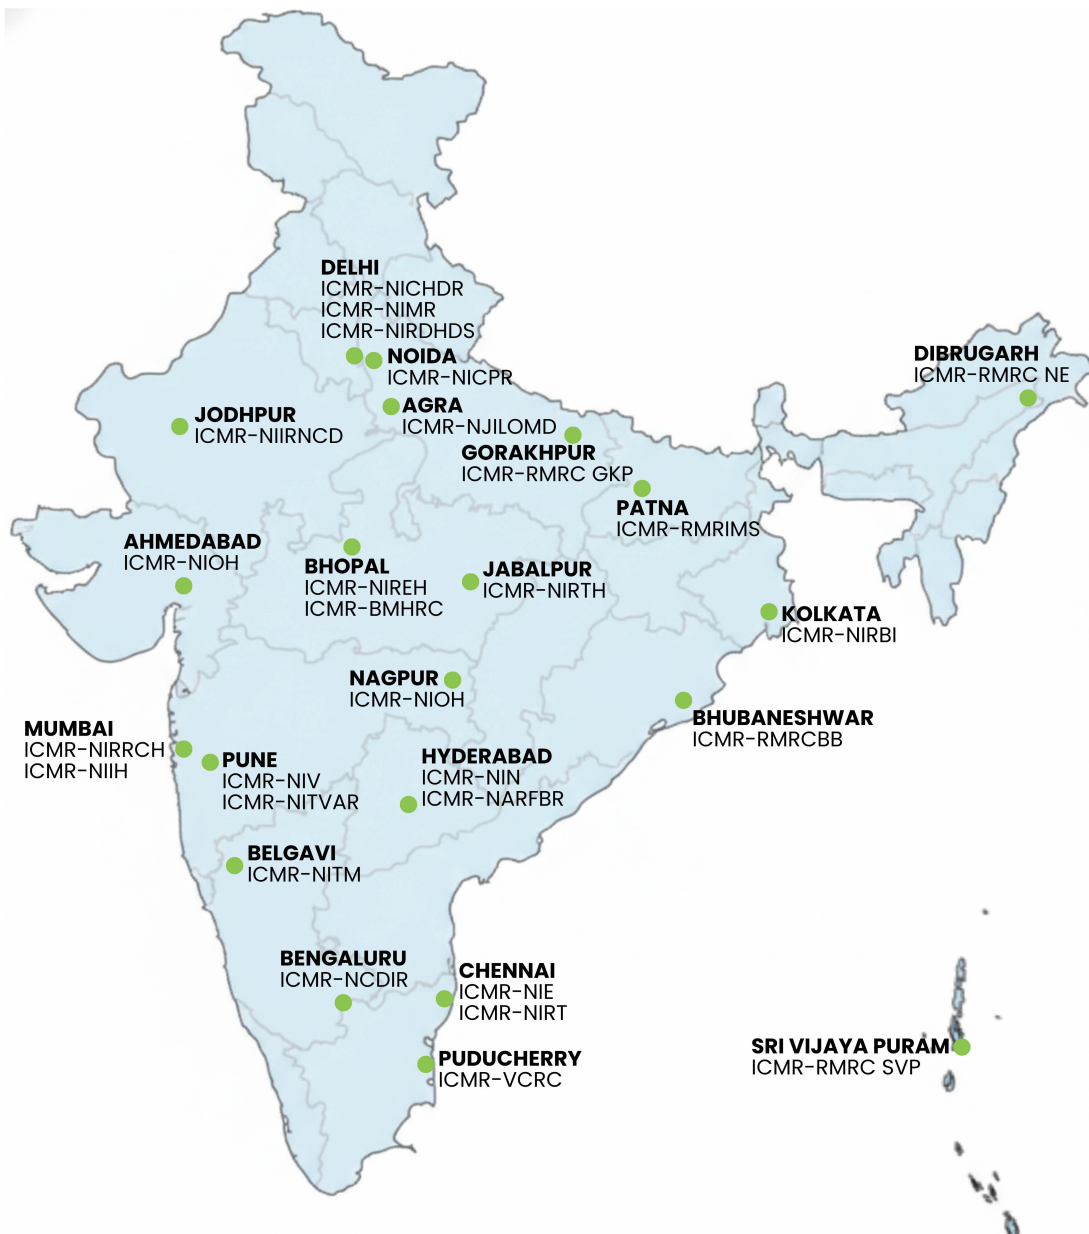 DELHI
ICMR-NICHDR
ICMR-NIMR
ICMR-NIRDHDS
NOIDA
ICMR-NICPR
DIBRUGARH
ICMR-RMRC NE
AGRA
ICMR-NJILOMD
JODHPUR
ICMR-NIIRNCD
GORAKHPUR
ICMR-RMRC GKP
PATNA
ICMR-RMRIMS
AHMEDABAD
ICMR-NIOH
BHOPAL
ICMR-NIREH
ICMR-BMHRC
JABALPUR
ICMR-NIRTH
KOLKATA
ICMR-NIRBI
NAGPUR
ICMR-NIOH
BHUBANESHWAR
ICMR-RMRCBB
MUMBAI
ICMR-NIRRCH
ICMR-NIIH
PUNE
ICMR-NIV
ICMR-NITVAR
HYDERABAD
ICMR-NIN
ICMR-NARFBR
BELGAVI
ICMR-NITM
BENGALURU
ICMR-NCDIR
CHENNAI
ICMR-NIE
ICMR-NIRT
PUDUCHERRY
ICMR-VCRC
SRI VIJAYA PURAM
ICMR-RMRC SVP